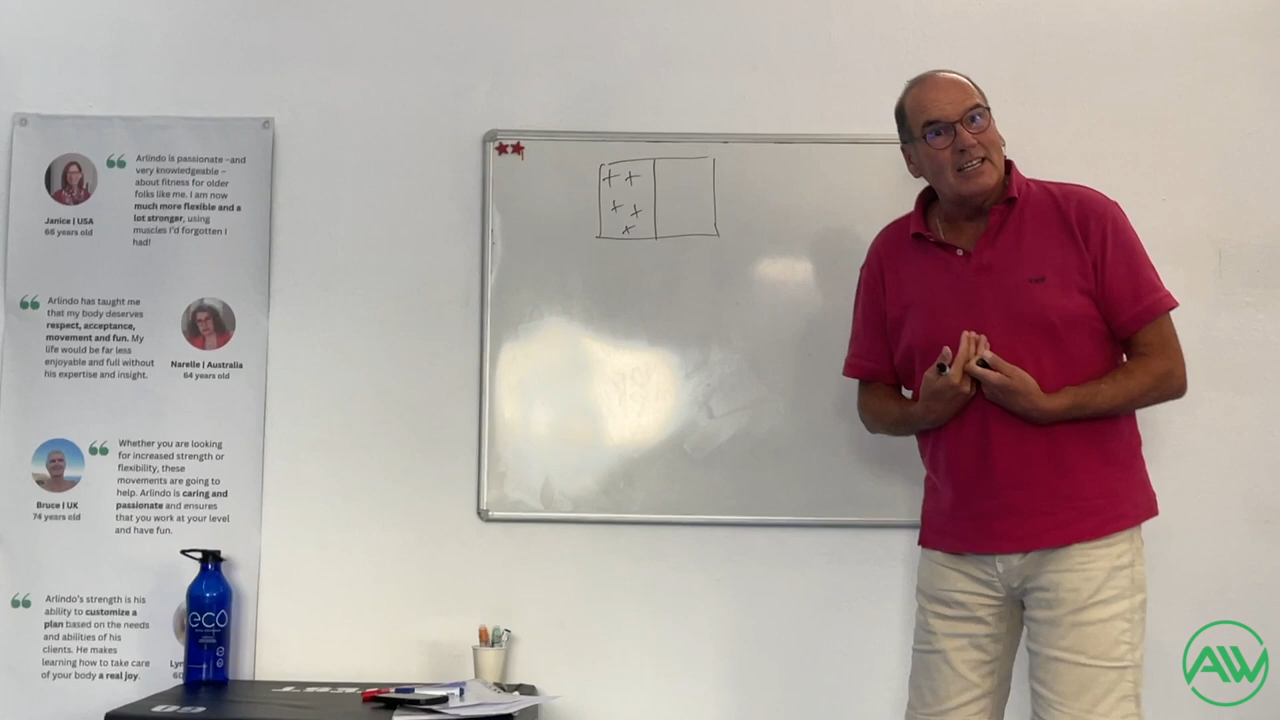 Arlindo is passionate –and
very knowledgeable –
about fitness for older
folks like me. I am now
much more flexible and a
lot stronger, using
muscles I'd forgotten I
had!
Janice | USA
66 years old
Arlindo has taught me
that my body deserves
respect, acceptance,
movement and fun. My
life would be far less
enjoyable and full without
his expertise and insight.
Narelle | Australia
64 years old
Whether you are looking
for increased strength or
flexibility, these
movements are going to
help. Arlindo is caring and
passionate and ensures
that you work at your level
and have fun.
Bruce | UK
74 years old
Arlindo's strength is his
ability to customize a
plan based on the needs
and abilities of his
clients. He makes
learning how to take care
of your body a real joy.
eco
60
AW